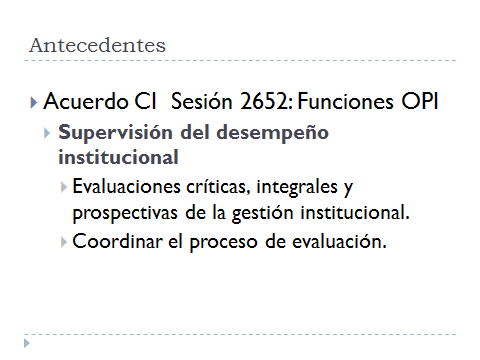 Antecedentes
Acuerdo CI Sesión 2652: Funciones OPI
Supervisión del desempeño
institucional
Evaluaciones críticas, integrales y
prospectivas de la gestión institucional.
Coordinar el proceso de evaluación.